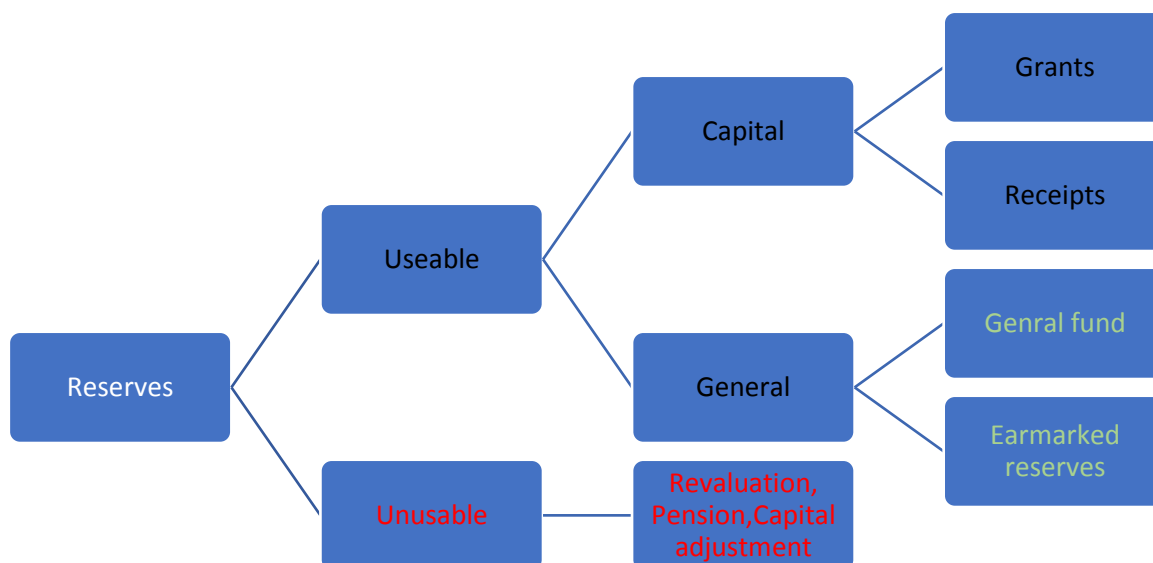 Reserves
Useable
Unusable
Capital
General
Revaluation,
Pension,Capital
adjustment
Grants
Receipts
Genral fund
Earmarked
reserves